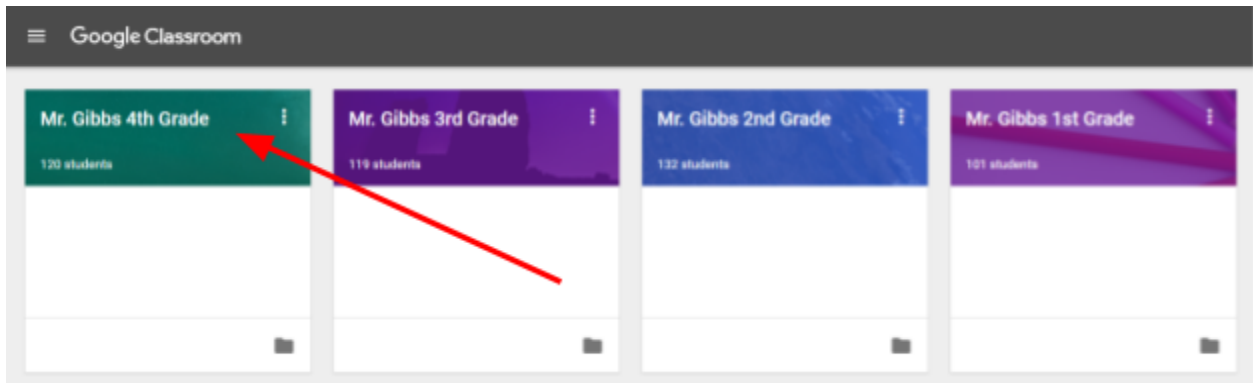 Google Classroom
Mr. Gibbs 4th Grade
120 students
Mr. Gibbs 3rd Grade
119 students
Mr. Gibbs 2nd Grade
132 students
Mr. Gibbs 1st Grade
101 students